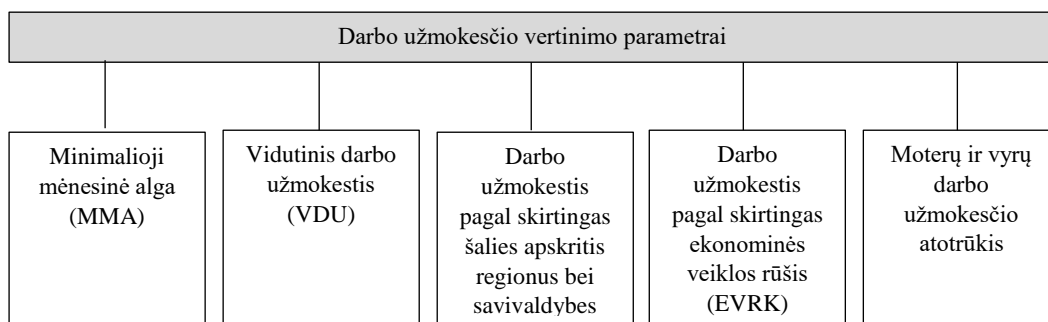 Darbo užmokesčio vertinimo parametrai
Minimalioji
mėnesinė alga
(MMA)
Vidutinis darbo
užmokestis
(VDU)
Darbo
užmokestis
pagal skirtingas
šalies apskritis
regionus bei
savivaldybes
Darbo
užmokestis
pagal skirtingas
ekonominės
veiklos rūšis
(EVRK)
Moterų ir vyrų
darbo
užmokesčio
atotrūkis